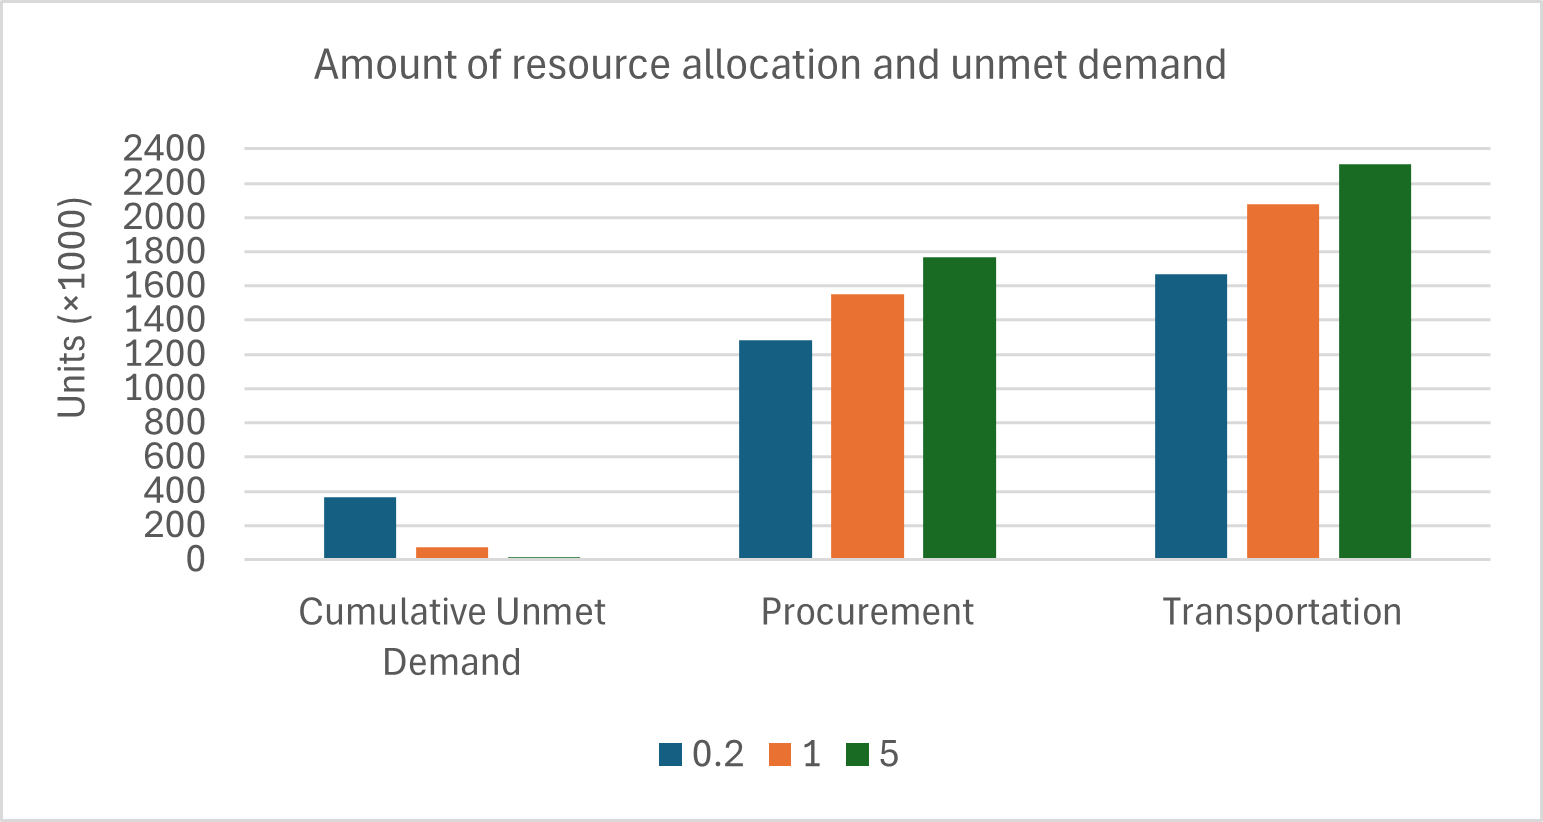 Amount of resource allocation and unmet demand
Units (×1000)
2400
2200
2000
1800
1600
1400
1200
1000
800
600
400
200
0
Cumulative Unmet
Demand
Procurement
Transportation
0.2
1
5